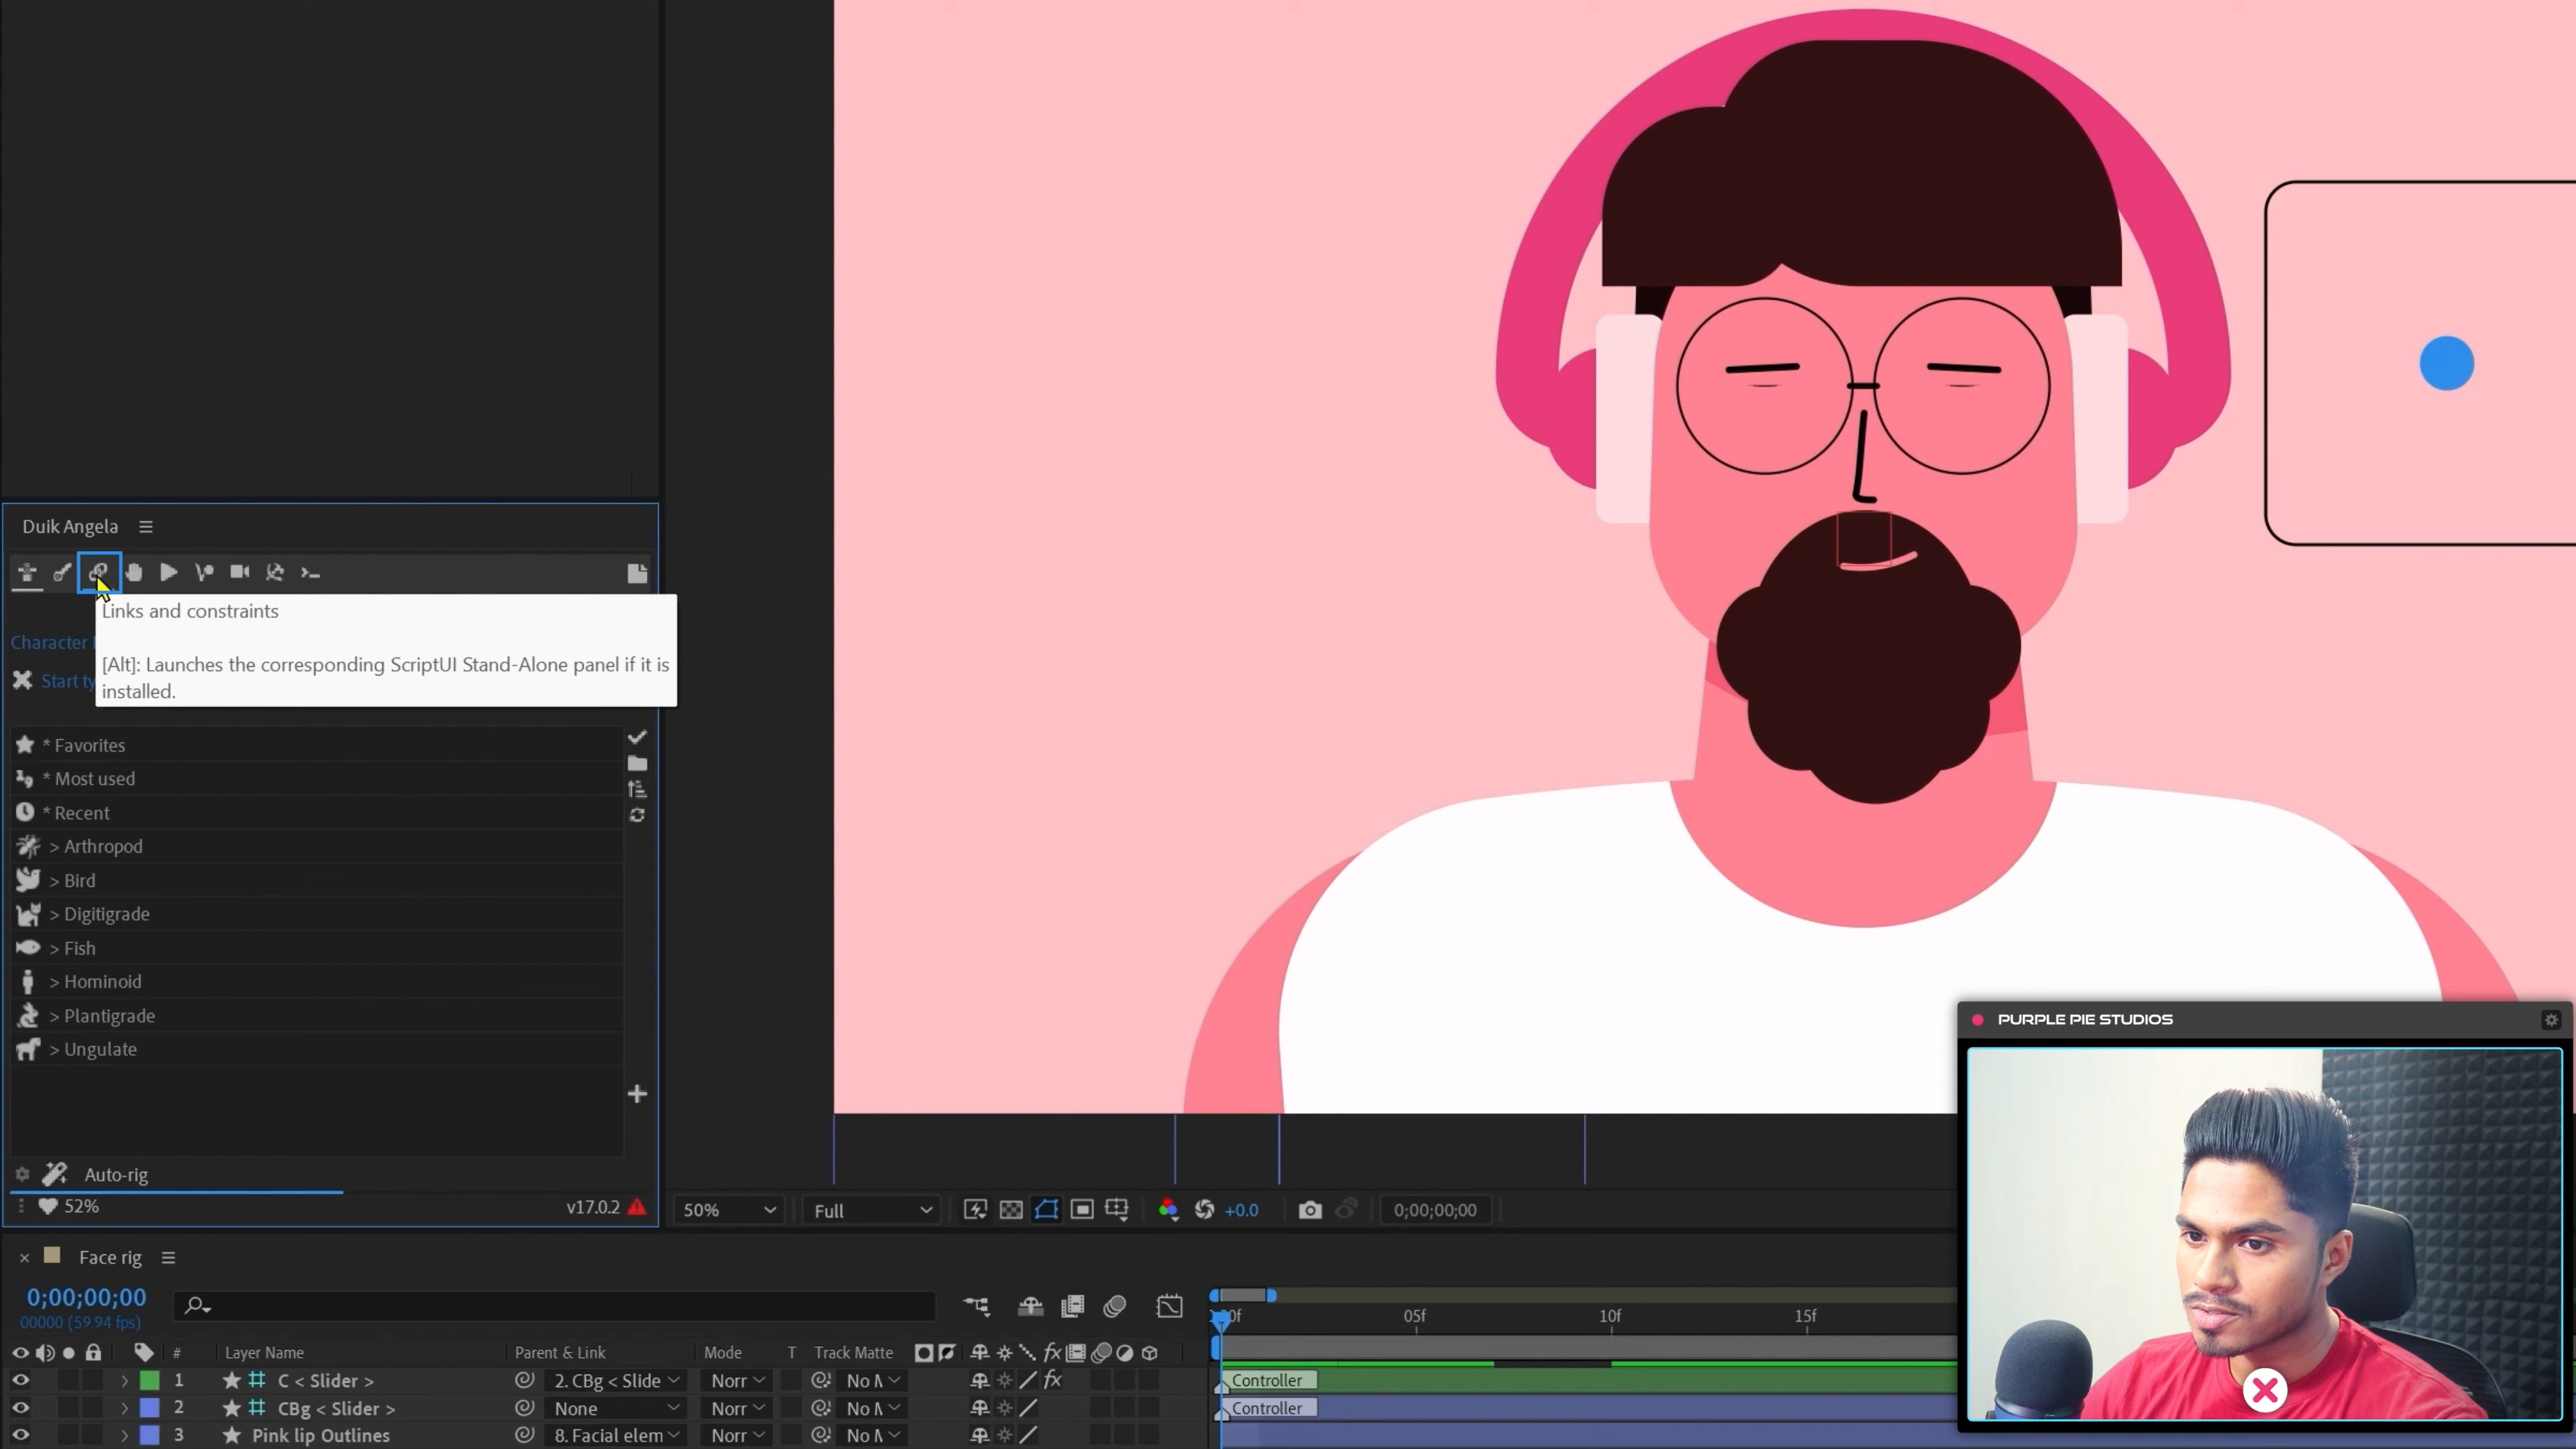 Duik Angela
Links and constraints
Character
[Alt]: Launches the corresponding ScriptUI Stand-Alone panel if it is
installed.
Start ty
* Favorites
* Most used
* Recent
> Arthropod
> Bird
> Digitigrade
> Fish
> Hominoid
> Plantigrade
> Ungulate
Auto-rig
52%
v17.0.2
50%
Full
+0.0
0;00;00;00
PURPLE PIE STUDIOS
Face rig
0;00;00;00
00000 (59.94 fps)
:00f 05f 10f 15f
# Layer Name Parent & Link Mode T Track Matte
1 C < Slider > 2. CBg < Slide Norr No M Controller
2 CBg < Slider > None Norr No M Controller
3 Pink lip Outlines 8. Facial elem Norr No M